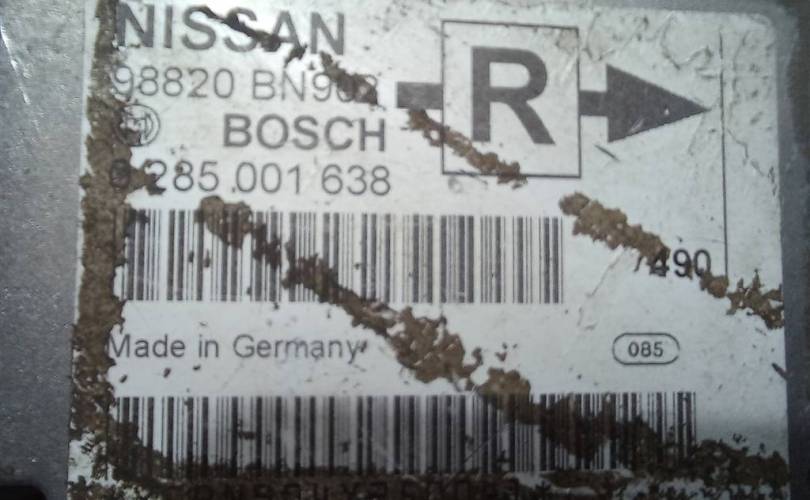 NISSAN
98820
R
BOSCH
285 001 638
490
Made in Germany
085